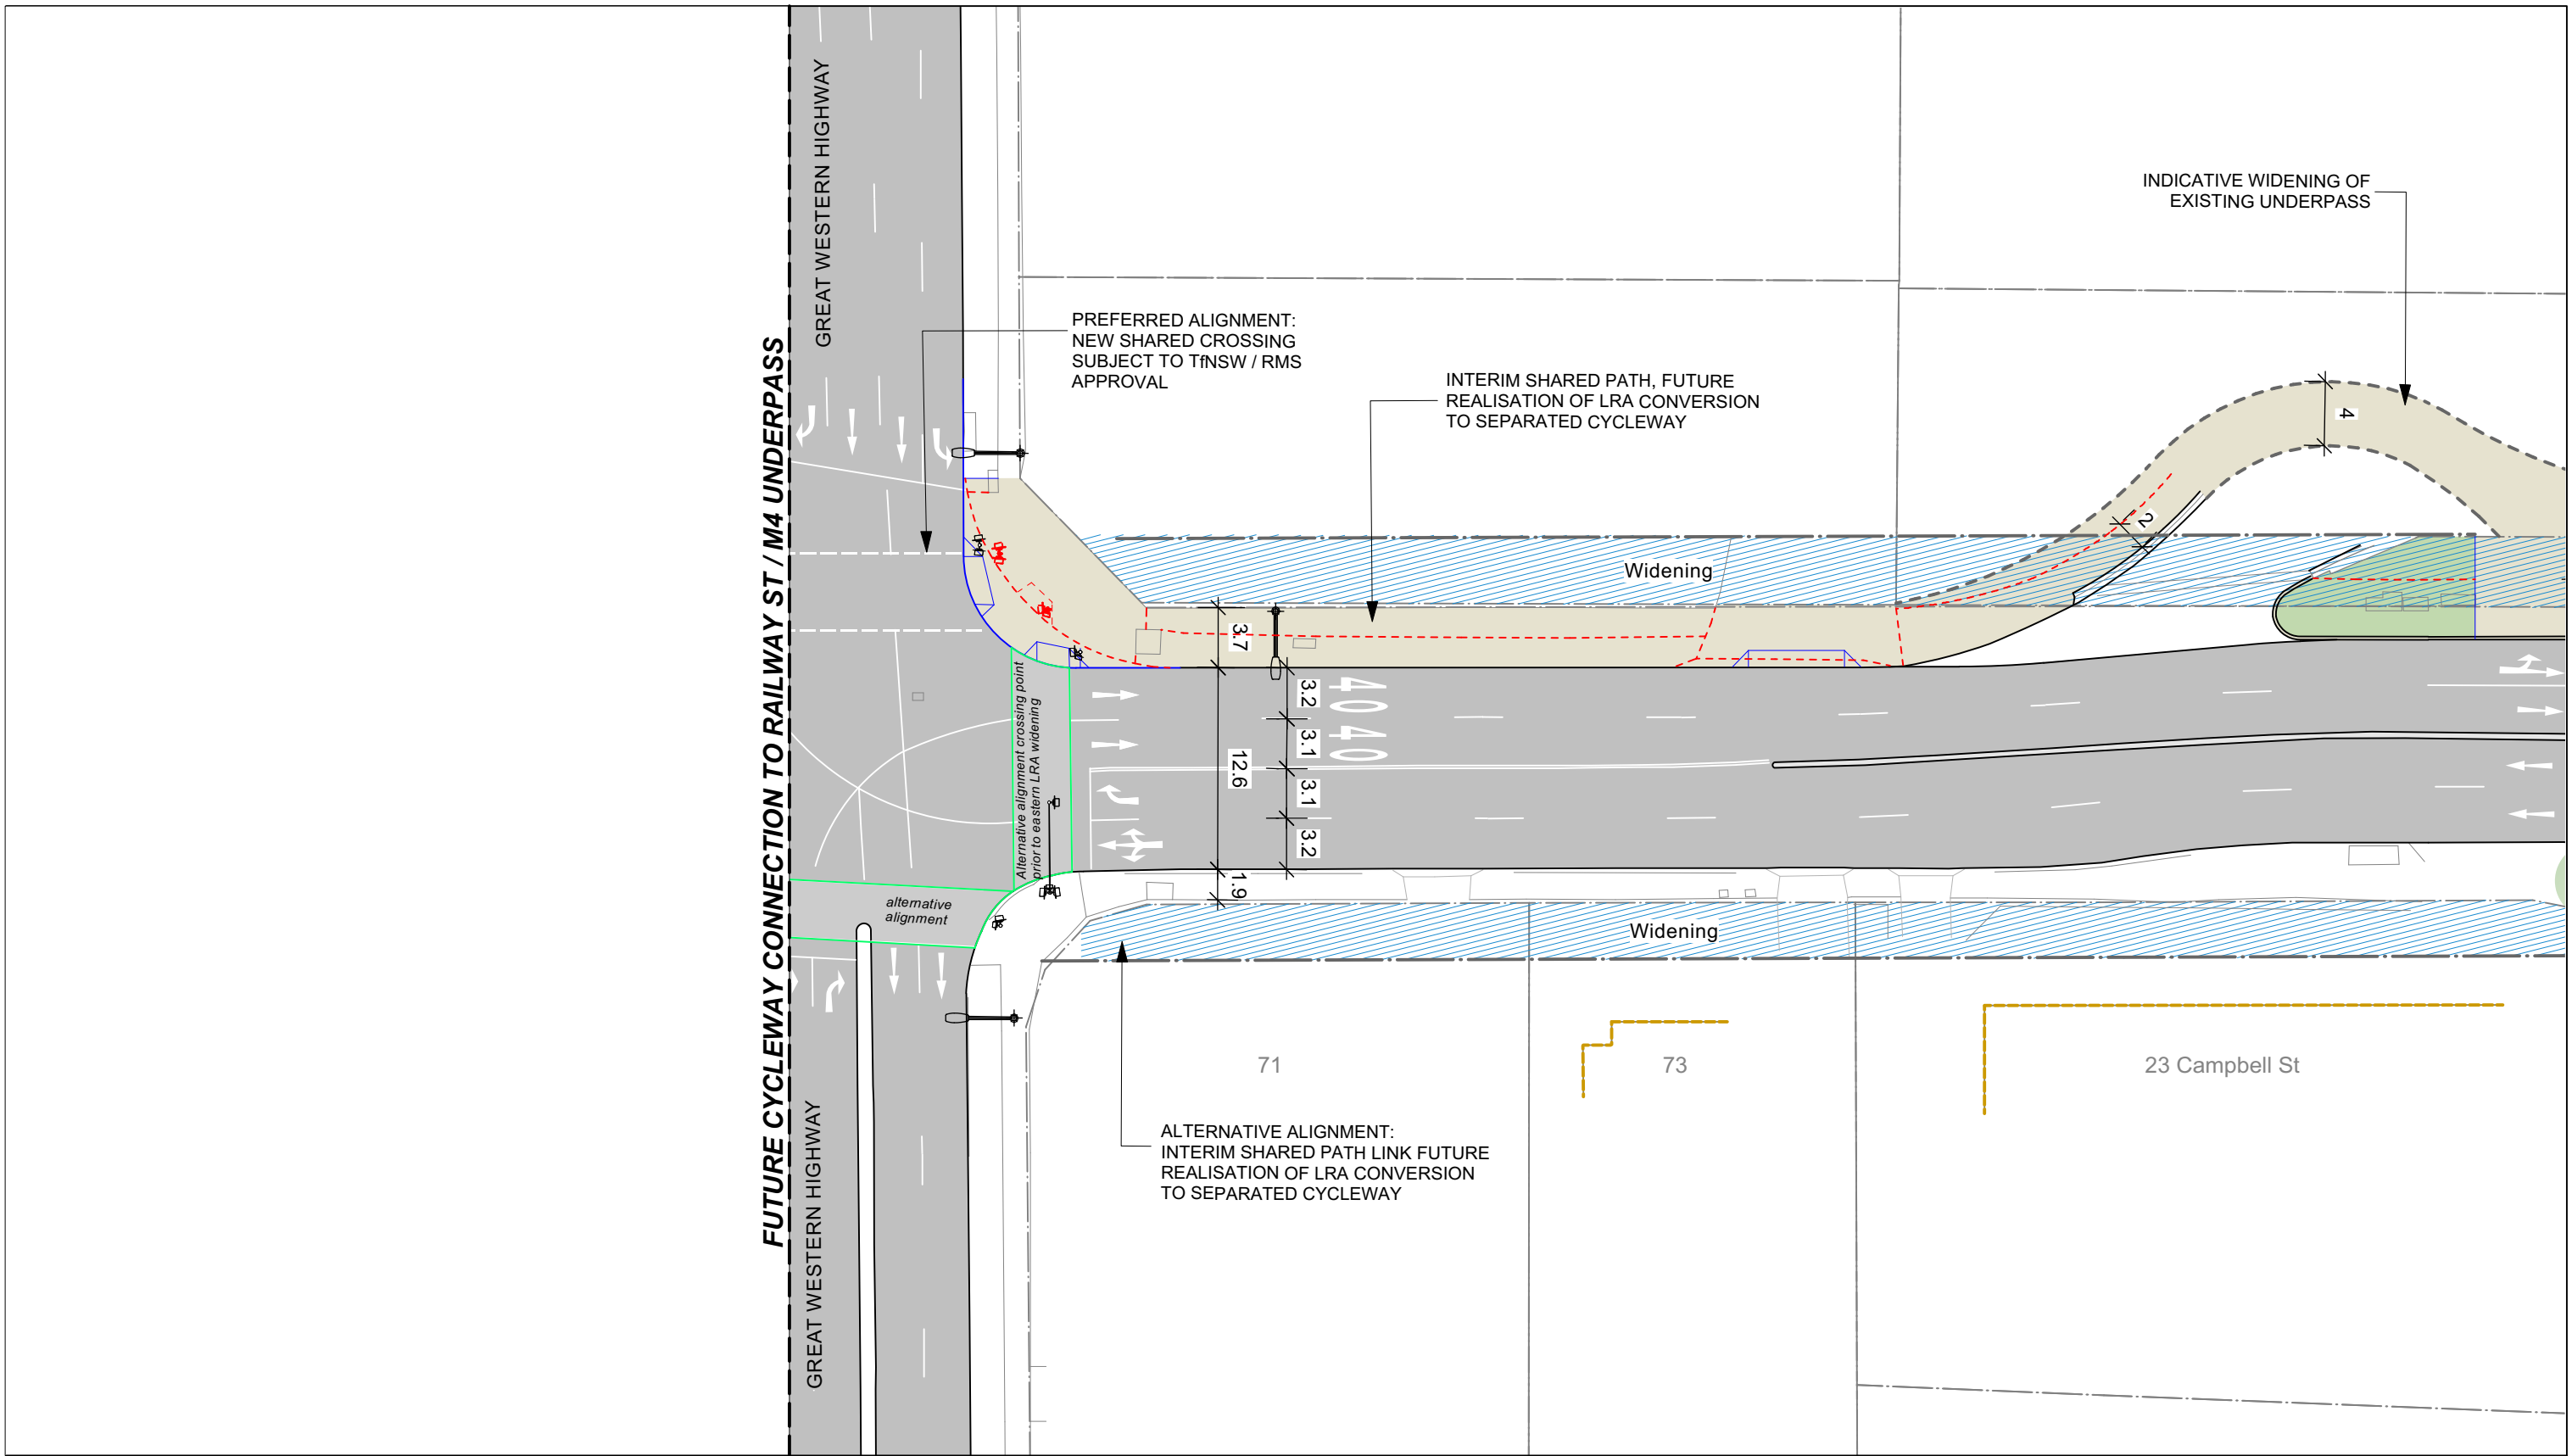 GREAT WESTERN HIGHWAY
INDICATIVE WIDENING OF
EXISTING UNDERPASS
PREFERRED ALIGNMENT:
NEW SHARED CROSSING
SUBJECT TO TfNSW / RMS
APPROVAL
INTERIM SHARED PATH, FUTURE
REALISATION OF LRA CONVERSION
TO SEPARATED CYCLEWAY
FUTURE CYCLEWAY CONNECTION TO RAILWAY ST / M4 UNDERPASS
4
2
Widening
3.7
3.2
40
3.1
40
12.6
3.1
3.2
1.9
Alternative alignment crossing point
prior to eastern LRA widening
alternative
alignment
Widening
71
73
23 Campbell St
ALTERNATIVE ALIGNMENT:
INTERIM SHARED PATH LINK FUTURE
REALISATION OF LRA CONVERSION
TO SEPARATED CYCLEWAY
GREAT WESTERN HIGHWAY